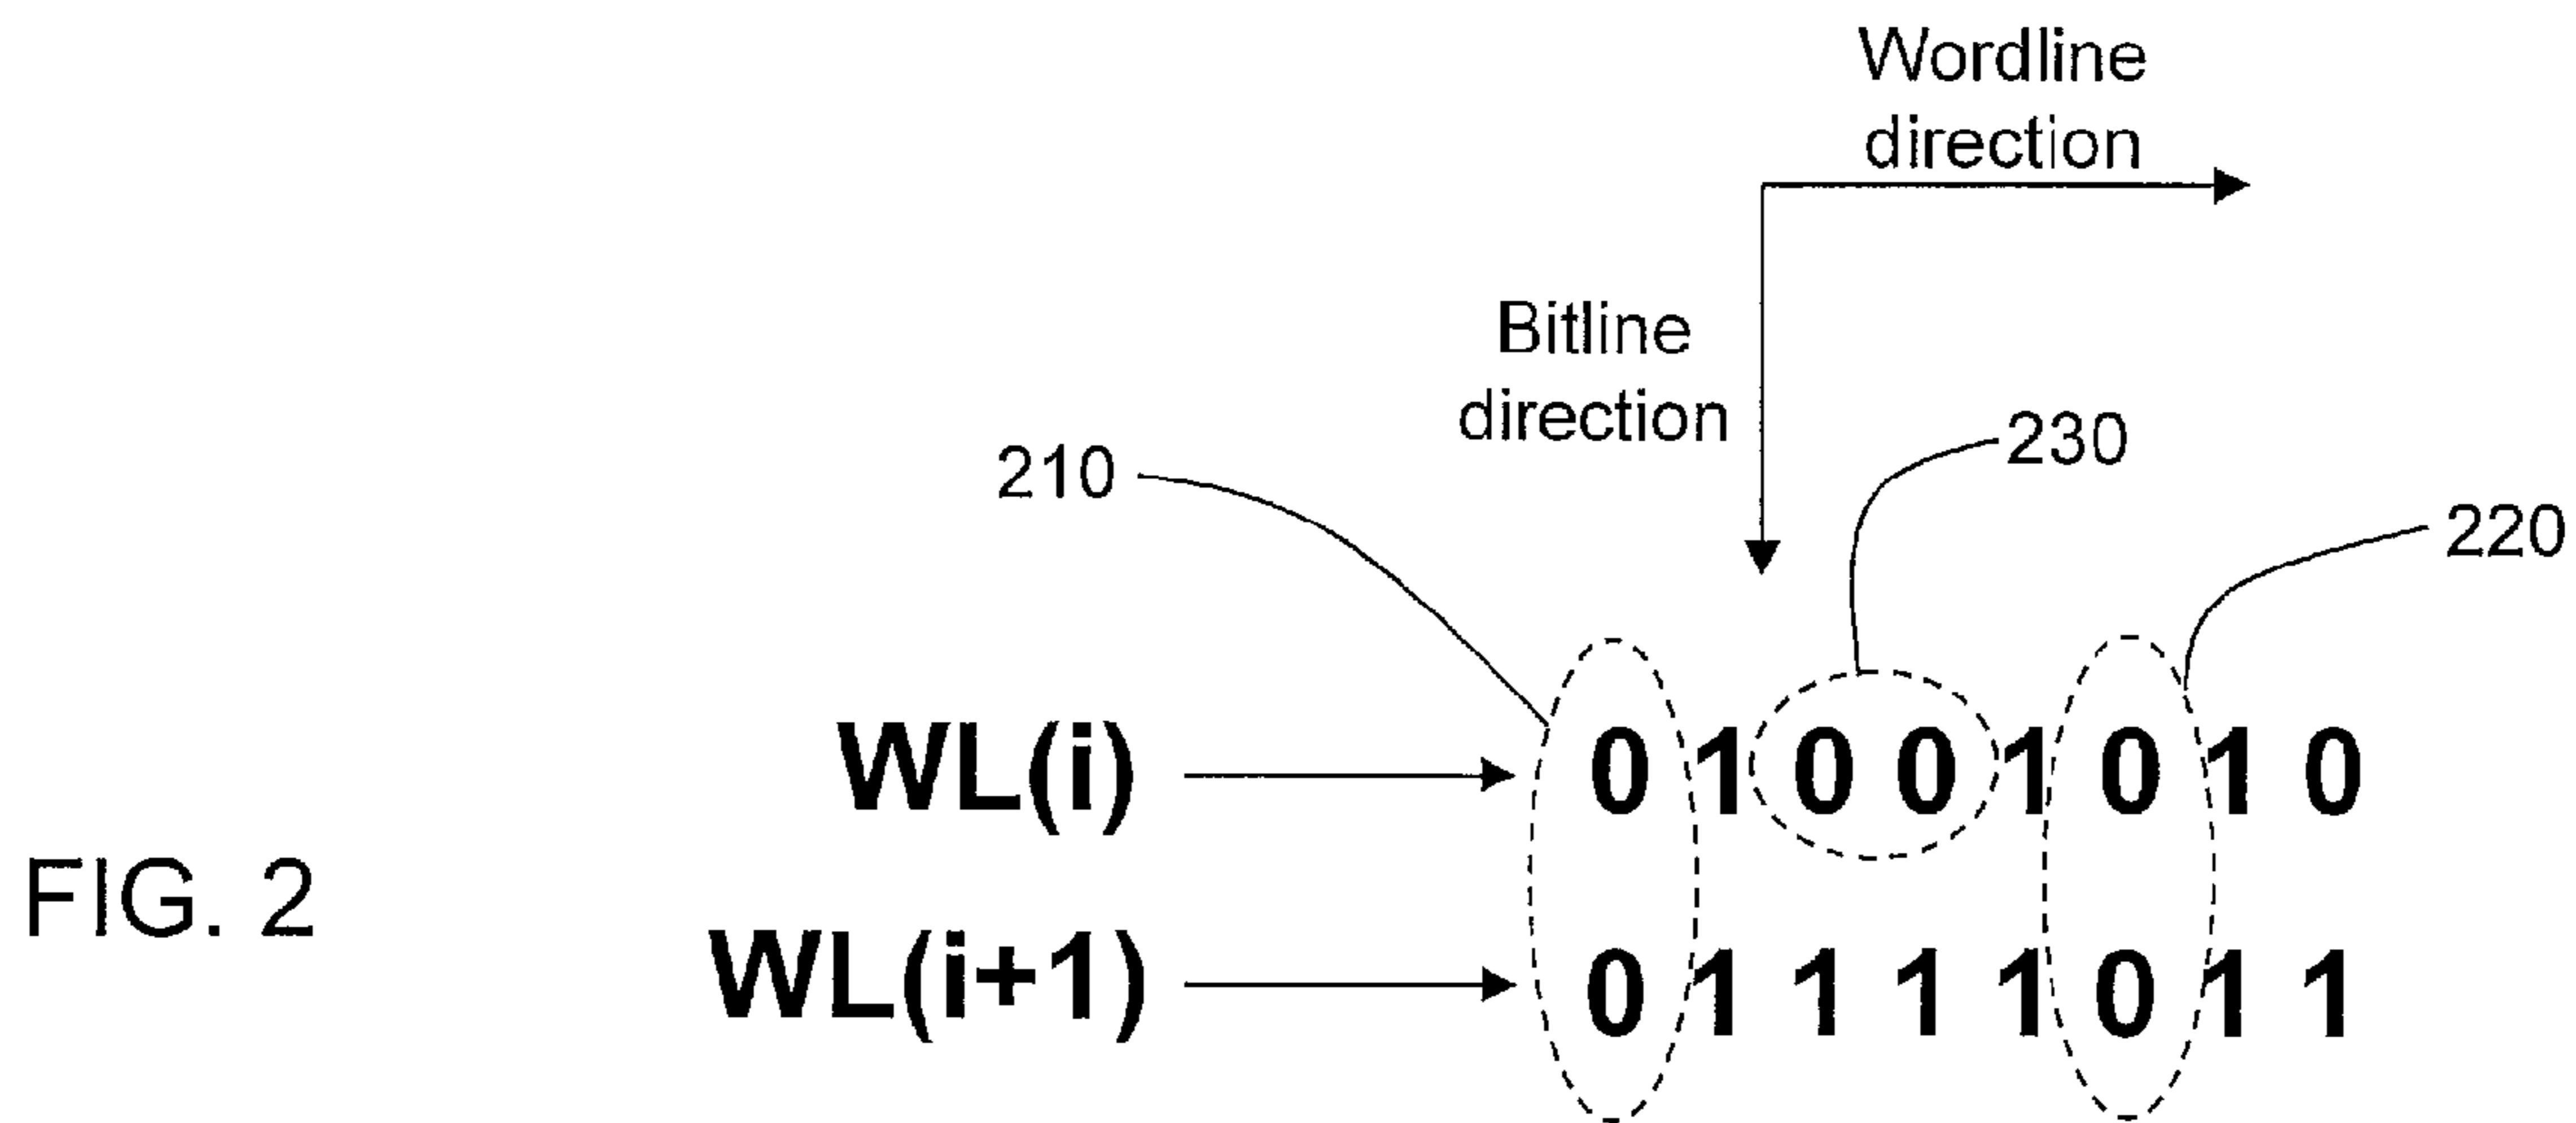 Wordline
direction
Bitline
direction
230
210
220
WL(i) 0 1 0 0 1 0 1 0
FIG. 2
WL(i+1) 0 1 1 1 1 0 1 1